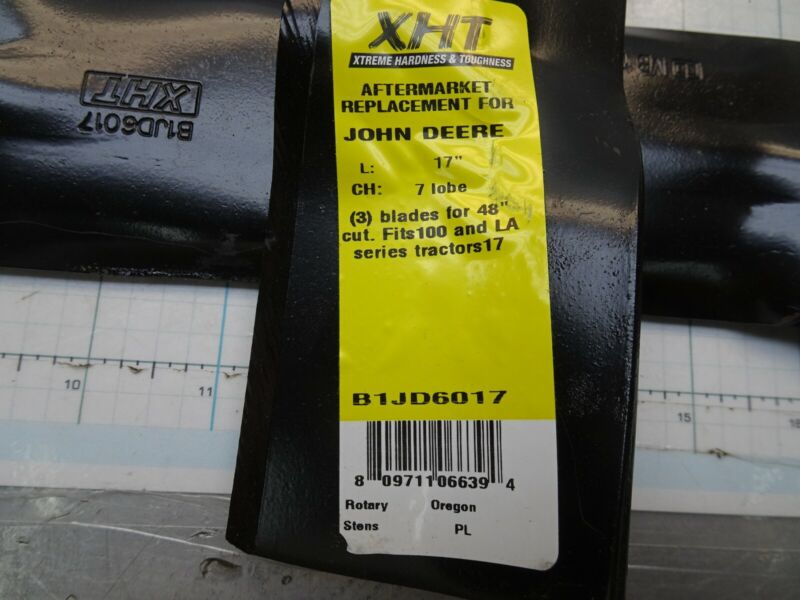 XHT
XTREME HARDNESS & TOUGHNESS
AFTERMARKET
REPLACEMENT FOR
JOHN DEERE
L: 17"
CH: 7 lobe
(3) blades for 48"
cut. Fits100 and LA
series tractors17
B1JD6017
8 09711 06639 4
Rotary Oregon
Stens PL
XHT
B1JD6017
10 11 15